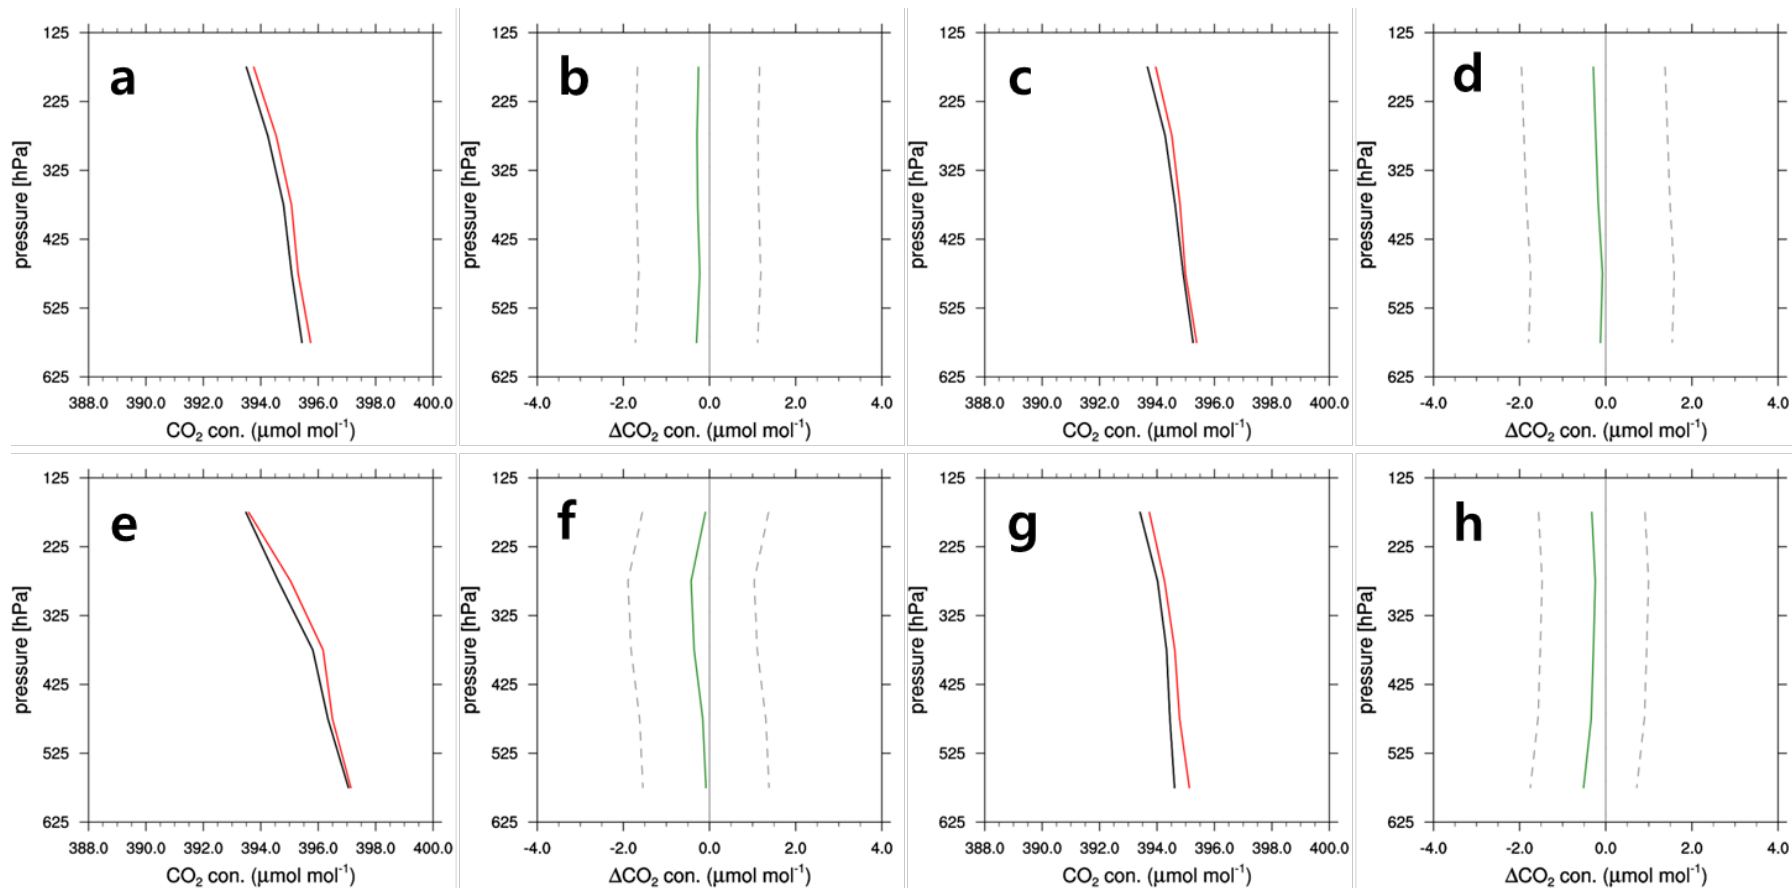 a
b
c
d
125 225 325 425 525 625
pressure [hPa]
388.0 390.0 392.0 394.0 396.0 398.0 400.0
CO₂ con. (μmol mol⁻¹)
125 225 325 425 525 625
pressure [hPa]
-4.0 -2.0 0.0 2.0 4.0
ΔCO₂ con. (μmol mol⁻¹)
125 225 325 425 525 625
pressure [hPa]
388.0 390.0 392.0 394.0 396.0 398.0 400.0
CO₂ con. (μmol mol⁻¹)
125 225 325 425 525 625
pressure [hPa]
-4.0 -2.0 0.0 2.0 4.0
ΔCO₂ con. (μmol mol⁻¹)
e
f
g
h
125 225 325 425 525 625
pressure [hPa]
388.0 390.0 392.0 394.0 396.0 398.0 400.0
CO₂ con. (μmol mol⁻¹)
125 225 325 425 525 625
pressure [hPa]
-4.0 -2.0 0.0 2.0 4.0
ΔCO₂ con. (μmol mol⁻¹)
125 225 325 425 525 625
pressure [hPa]
388.0 390.0 392.0 394.0 396.0 398.0 400.0
CO₂ con. (μmol mol⁻¹)
125 225 325 425 525 625
pressure [hPa]
-4.0 -2.0 0.0 2.0 4.0
ΔCO₂ con. (μmol mol⁻¹)